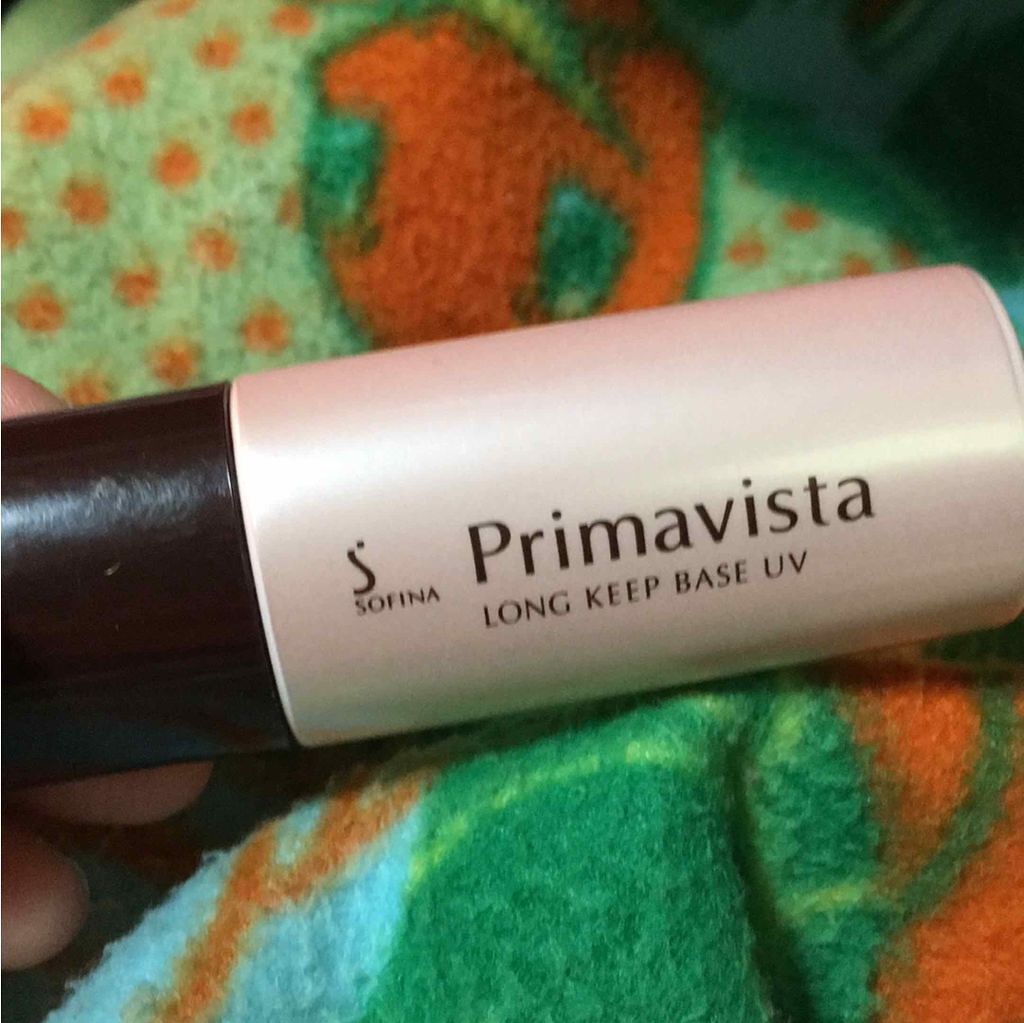 SOFINA
Primavista
LONG KEEP BASE UV